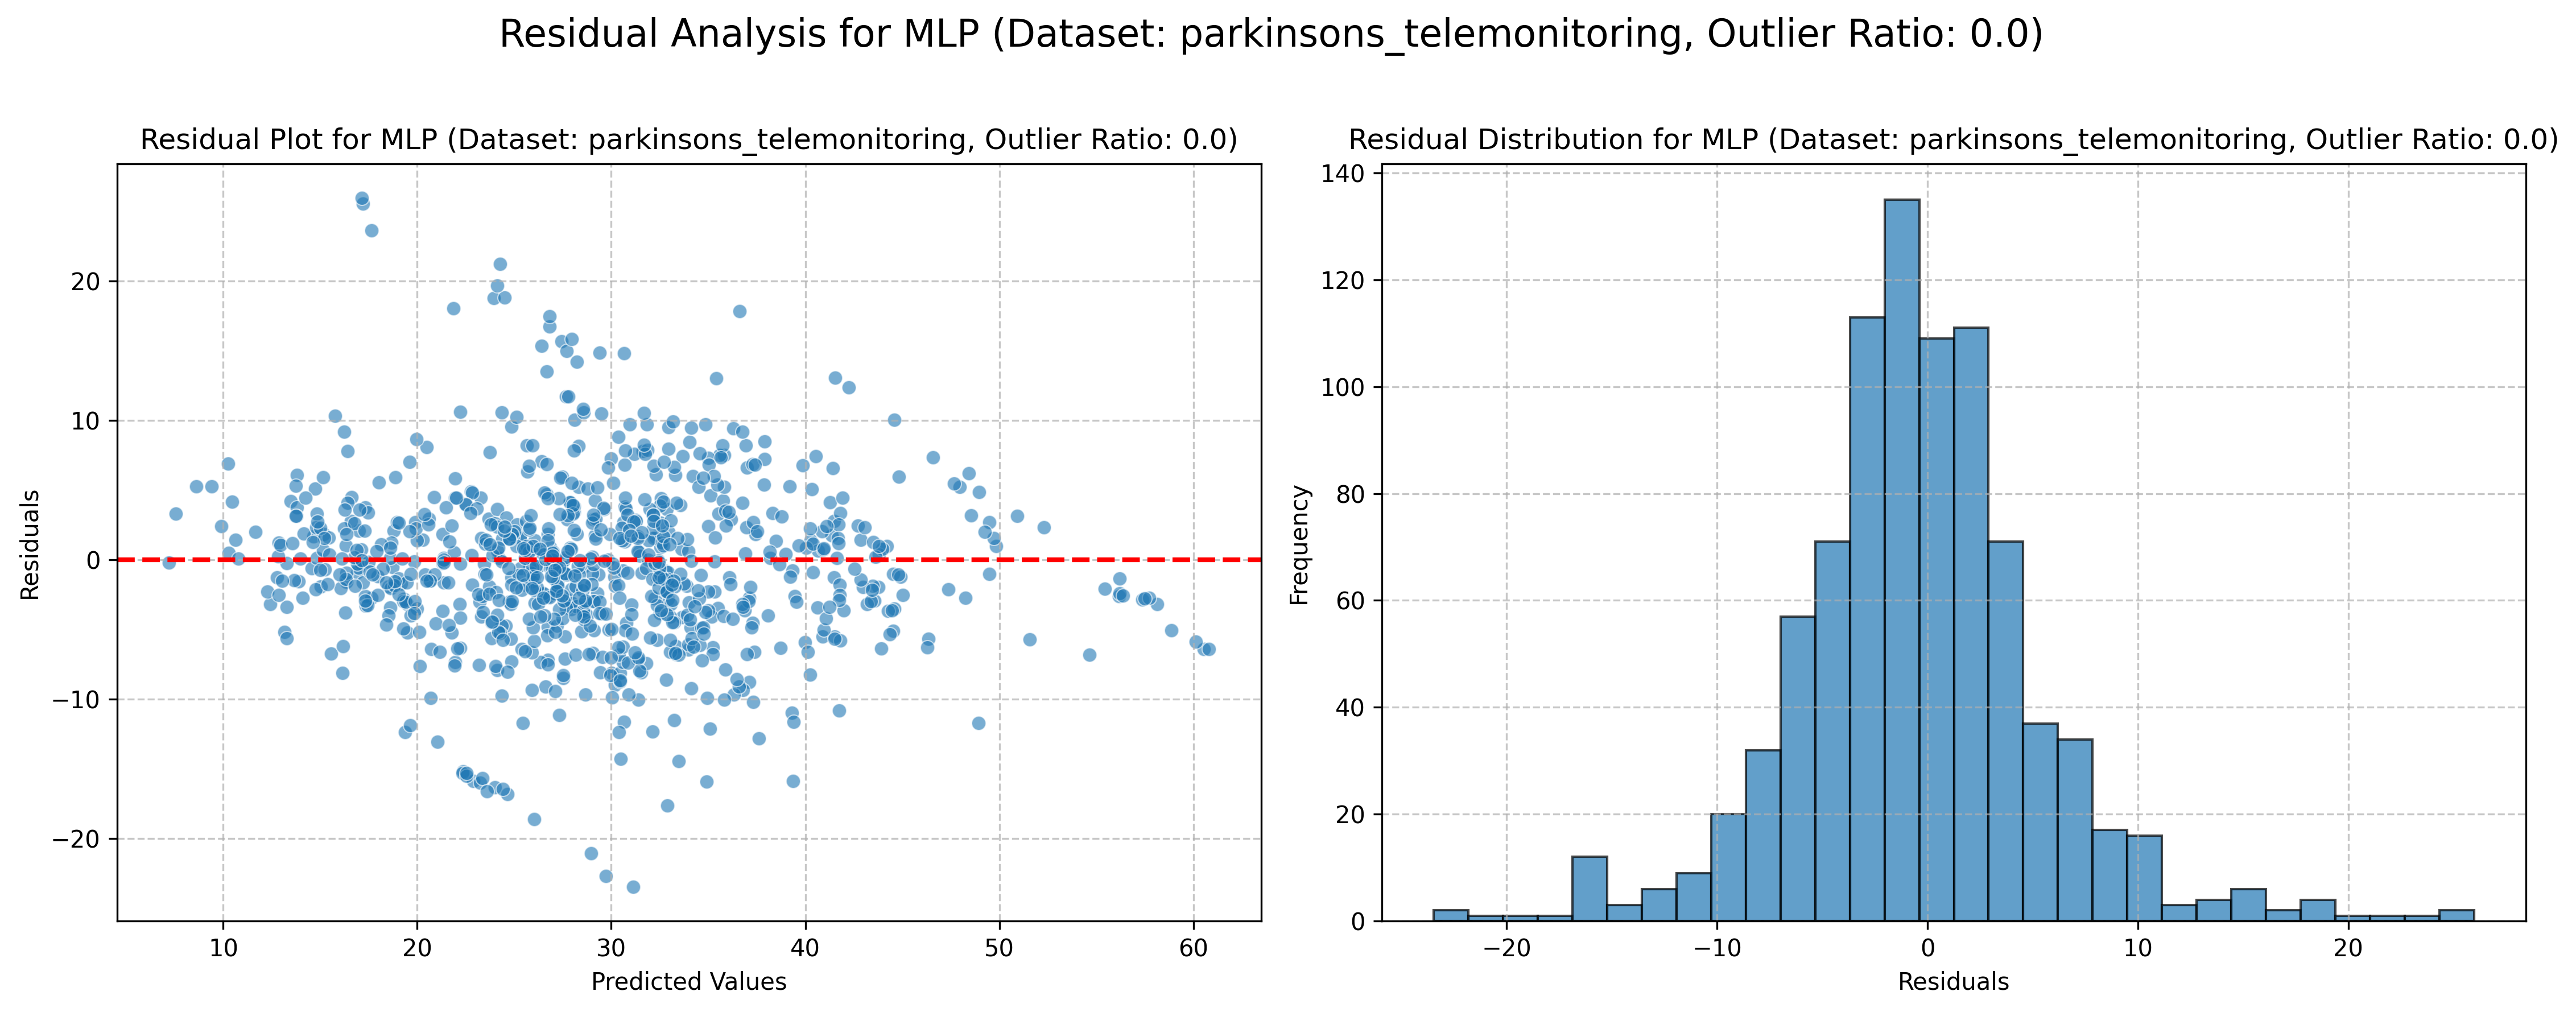 Residual Analysis for MLP (Dataset: parkinsons_telemonitoring, Outlier Ratio: 0.0)
Residual Plot for MLP (Dataset: parkinsons_telemonitoring, Outlier Ratio: 0.0)
20
10
0
−10
−20
Residuals
10 20 30 40 50 60
Predicted Values
Residual Distribution for MLP (Dataset: parkinsons_telemonitoring, Outlier Ratio: 0.0)
140
120
100
80
60
40
20
0
Frequency
−20 −10 0 10 20
Residuals